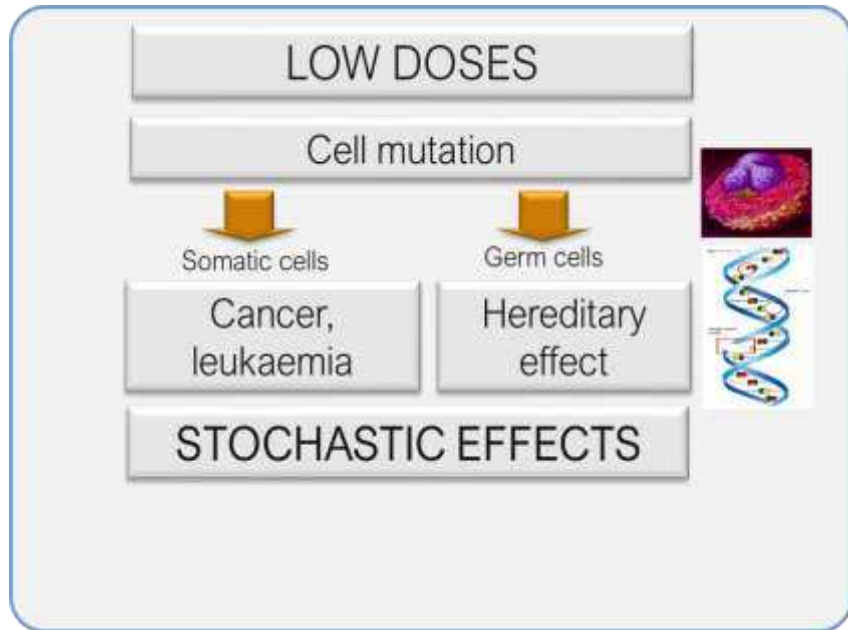 LOW DOSES
Cell mutation
Somatic cells
Germ cells
Cancer,
leukaemia
Hereditary
effect
STOCHASTIC EFFECTS